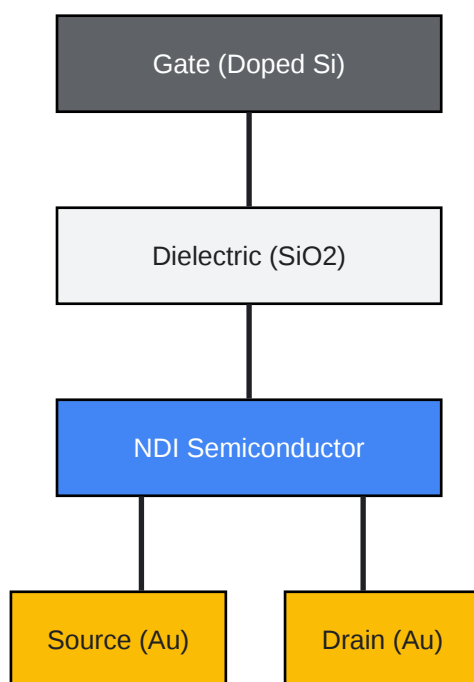 Gate (Doped Si)
Dielectric (SiO2)
NDI Semiconductor
Source (Au)
Drain (Au)